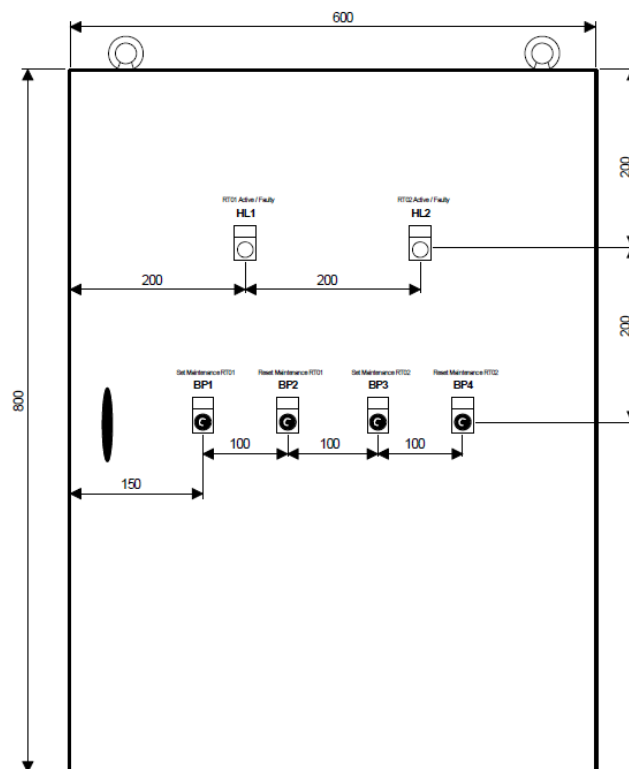 600
RT01 Active / Faulty
RT02 Active / Faulty
HL1
HL2
200
200
200
200
800
Set Maintenance RT01
Reset Maintenance RT01
Set Maintenance RT02
Reset Maintenance RT02
BP1
BP2
BP3
BP4
100
100
100
150